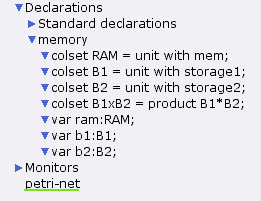 Declarations
Standard declarations
memory
colset RAM = unit with mem;
colset B1 = unit with storage1;
colset B2 = unit with storage2;
colset B1xB2 = product B1*B2;
var ram:RAM;
var b1:B1;
var b2:B2;
Monitors
petri-net